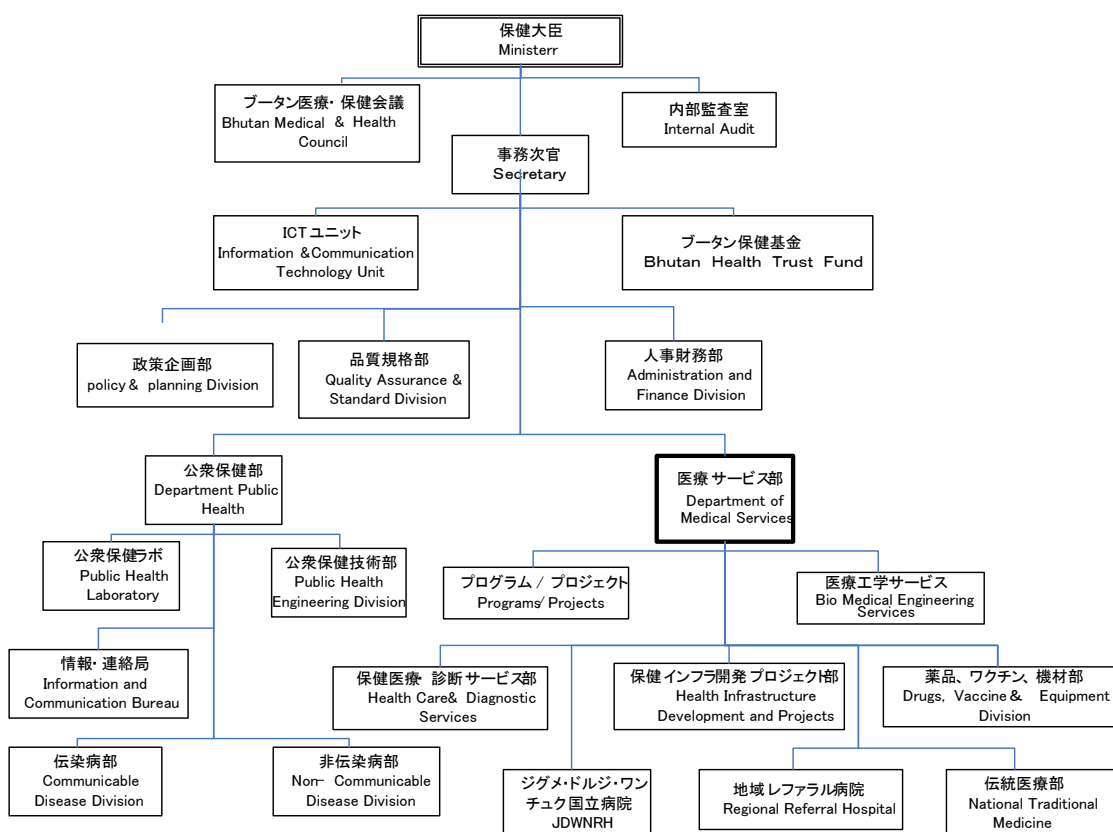 保健大臣
Ministerr
ブータン医療・保健会議
Bhutan Medical & Health
Council
内部監査室
Internal Audit
事務次官
Secretary
ICTユニット
Information &Communication
Technology Unit
ブータン保健基金
Bhutan Health Trust Fund
政策企画部
policy & planning Division
品質規格部
Quality Assurance &
Standard Division
人事財務部
Administration and
Finance Division
公衆保健部
Department Public
Health
医療サービス部
Department of
Medical Services
公衆保健ラボ
Public Health
Laboratory
公衆保健技術部
Public Health
Engineering Division
プログラム / プロジェクト
Programs/Projects
医療工学サービス
Bio Medical Engineering
Services
情報・連絡局
Information and
Communication Bureau
保健医療・診断サービス部
Health Care& Diagnostic
Services
保健インフラ開発プロジェクト部
Health Infrastructure
Development and Projects
薬品、ワクチン、機材部
Drugs, Vaccine & Equipment
Division
伝染病部
Communicable
Disease Division
非伝染病部
Non- Communicable
Disease Division
ジグメ・ドルジ・ワン
チュク国立病院
JDWNRH
地域レファラル病院
Regional Referral Hospital
伝統医療部
National Traditional
Medicine